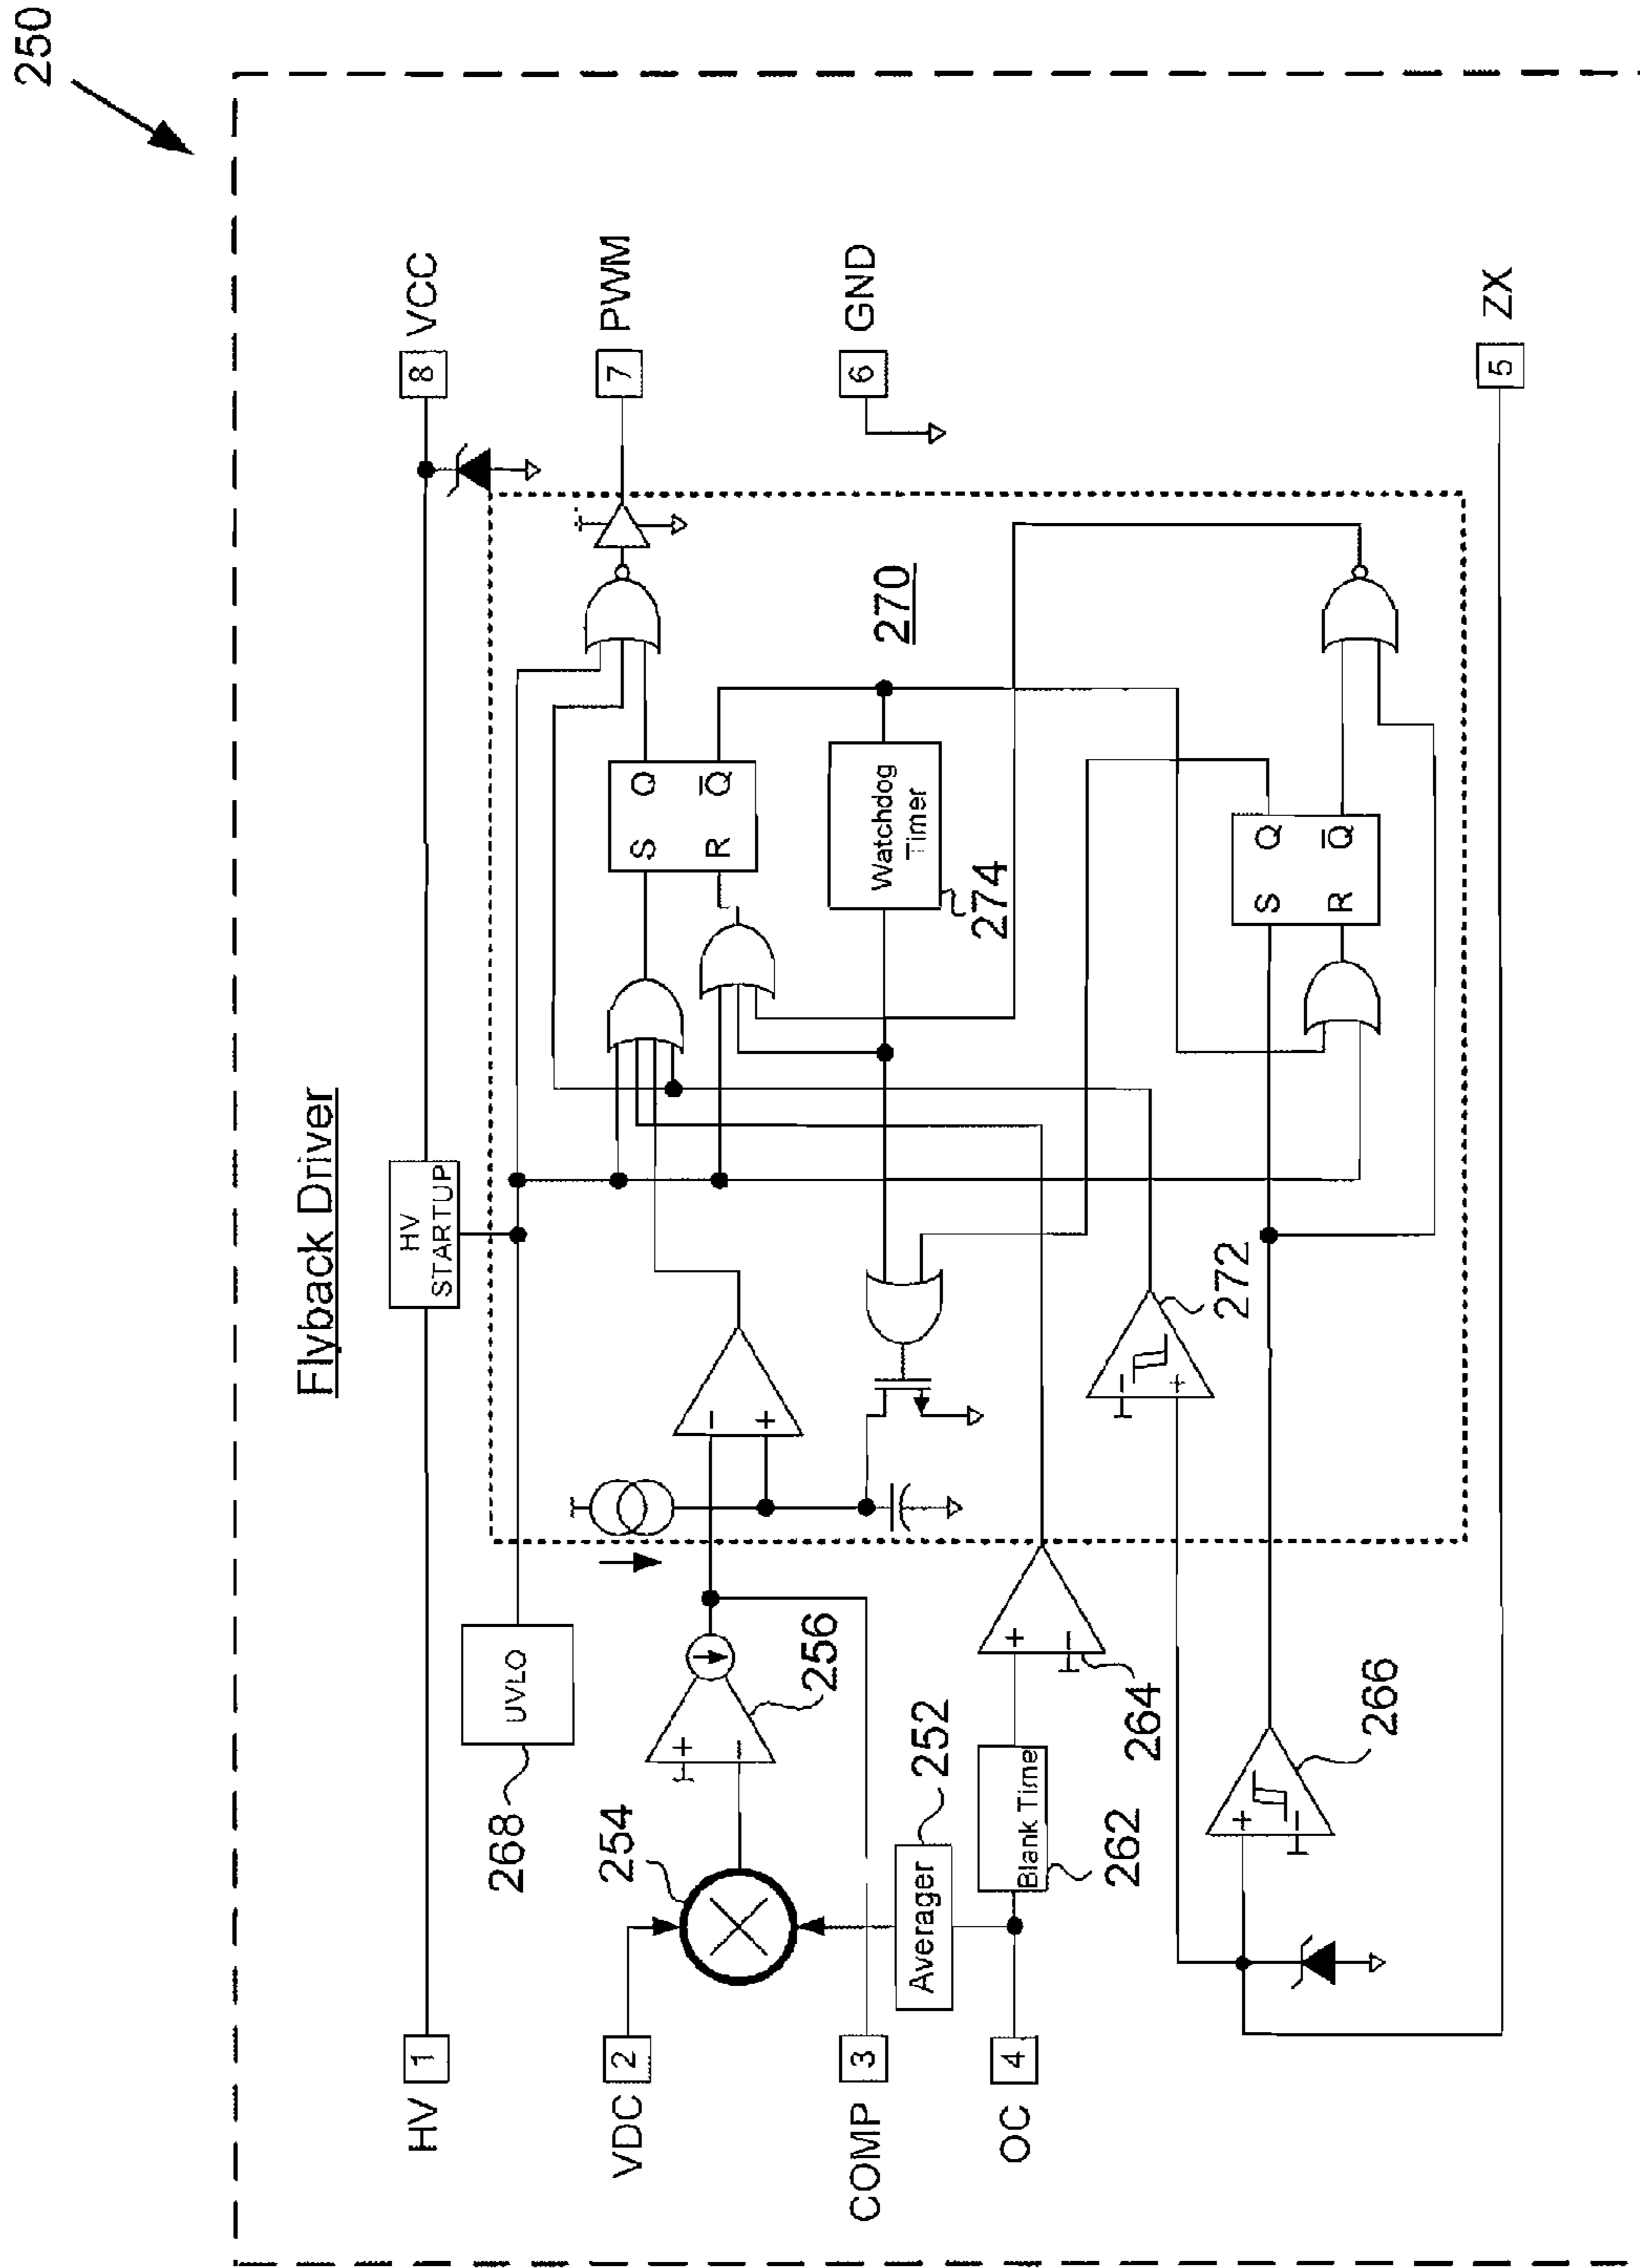 250
Flyback Driver
HV
1
HV
STARTUP
8
VCC
UVLO
268
VDC
2
254
+
−
256
−
+
S
Q
R
Q
7
PWM
COMP
3
Averager
252
Watchdog
Timer
274
270
6
GND
OC
4
Blank Time
262
+
−
264
−
+
272
+
−
266
S
Q
R
Q
5
ZX